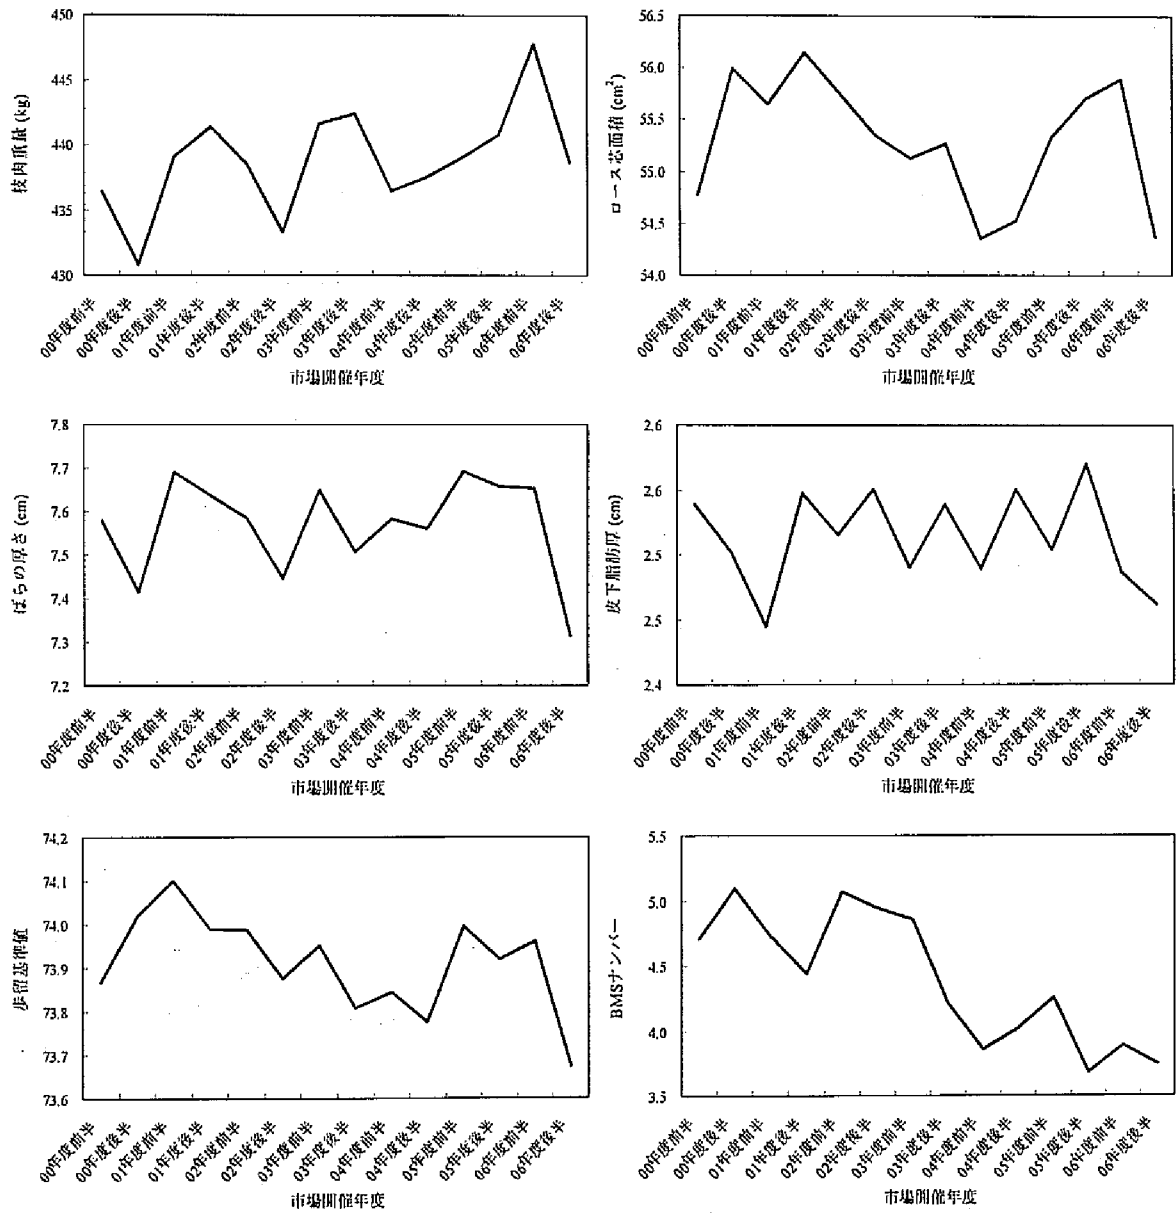 枝肉重量 (kg)
450
445
440
435
430
00年度前半
00年度後半
01年度前半
01年度後半
02年度前半
02年度後半
03年度前半
03年度後半
04年度前半
04年度後半
05年度前半
05年度後半
06年度前半
06年度後半
市場開催年度
ロース芯面積 (cm²)
56.5
56.0
55.5
55.0
54.5
54.0
00年度前半
00年度後半
01年度前半
01年度後半
02年度前半
02年度後半
03年度前半
03年度後半
04年度前半
04年度後半
05年度前半
05年度後半
06年度前半
06年度後半
市場開催年度
ばらの厚さ (cm)
7.8
7.7
7.6
7.5
7.4
7.3
7.2
00年度前半
00年度後半
01年度前半
01年度後半
02年度前半
02年度後半
03年度前半
03年度後半
04年度前半
04年度後半
05年度前半
05年度後半
06年度前半
06年度後半
市場開催年度
皮下脂肪厚 (cm)
2.6
2.6
2.5
2.5
2.4
00年度前半
00年度後半
01年度前半
01年度後半
02年度前半
02年度後半
03年度前半
03年度後半
04年度前半
04年度後半
05年度前半
05年度後半
06年度前半
06年度後半
市場開催年度
歩留基準値
74.2
74.1
74.0
73.9
73.8
73.7
73.6
00年度前半
00年度後半
01年度前半
01年度後半
02年度前半
02年度後半
03年度前半
03年度後半
04年度前半
04年度後半
05年度前半
05年度後半
06年度前半
06年度後半
市場開催年度
BMSナンバー
5.5
5.0
4.5
4.0
3.5
00年度前半
00年度後半
01年度前半
01年度後半
02年度前半
02年度後半
03年度前半
03年度後半
04年度前半
04年度後半
05年度前半
05年度後半
06年度前半
06年度後半
市場開催年度